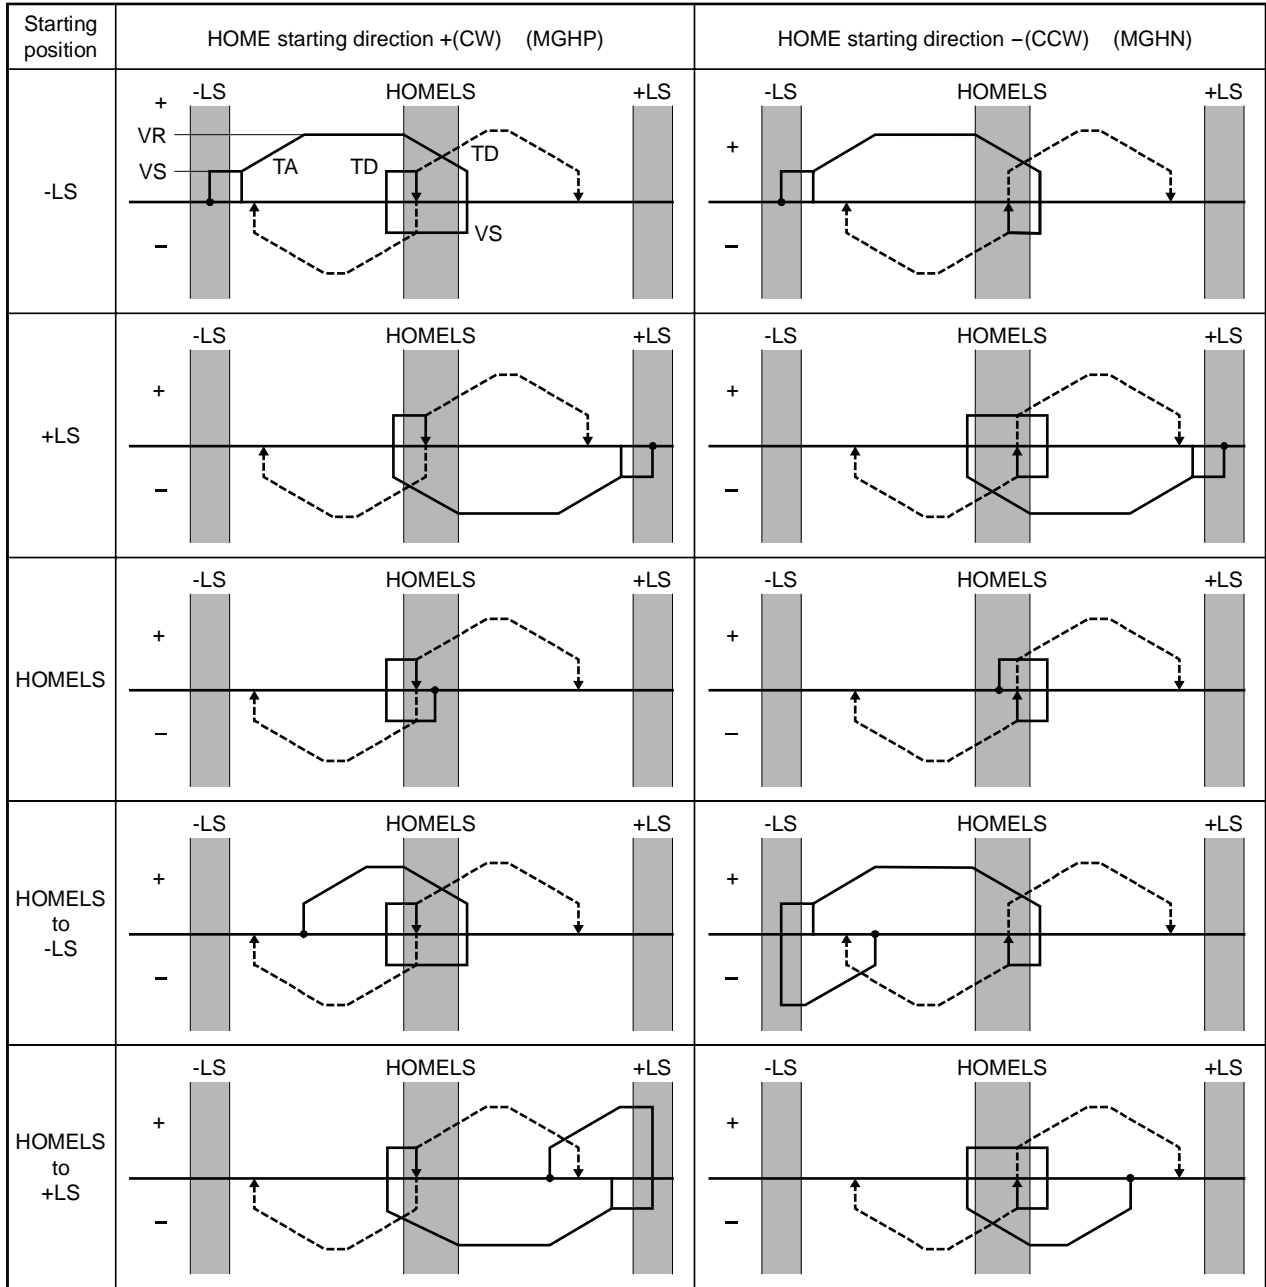 Starting
position
HOME starting direction +(CW) (MGHP)
HOME starting direction −(CCW) (MGHN)
-LS
-LS HOMELS +LS
+
VR
VS
TA
TD
TD
VS
−
-LS HOMELS +LS
+
−
+LS
-LS HOMELS +LS
+
−
-LS HOMELS +LS
+
−
HOMELS
-LS HOMELS +LS
+
−
-LS HOMELS +LS
+
−
HOMELS
to
-LS
-LS HOMELS +LS
+
−
-LS HOMELS +LS
+
−
HOMELS
to
+LS
-LS HOMELS +LS
+
−
-LS HOMELS +LS
+
−